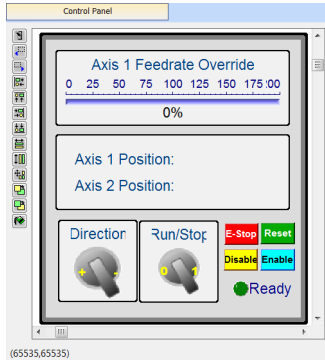 Control Panel
Axis 1 Feedrate Override
0 25 50 75 100 125 150 175'00
0%
Axis 1 Position:
Axis 2 Position:
Direction Run/Stop E-Stop Reset
+ - 0 1 Disable Enable
Ready
(65535,65535)